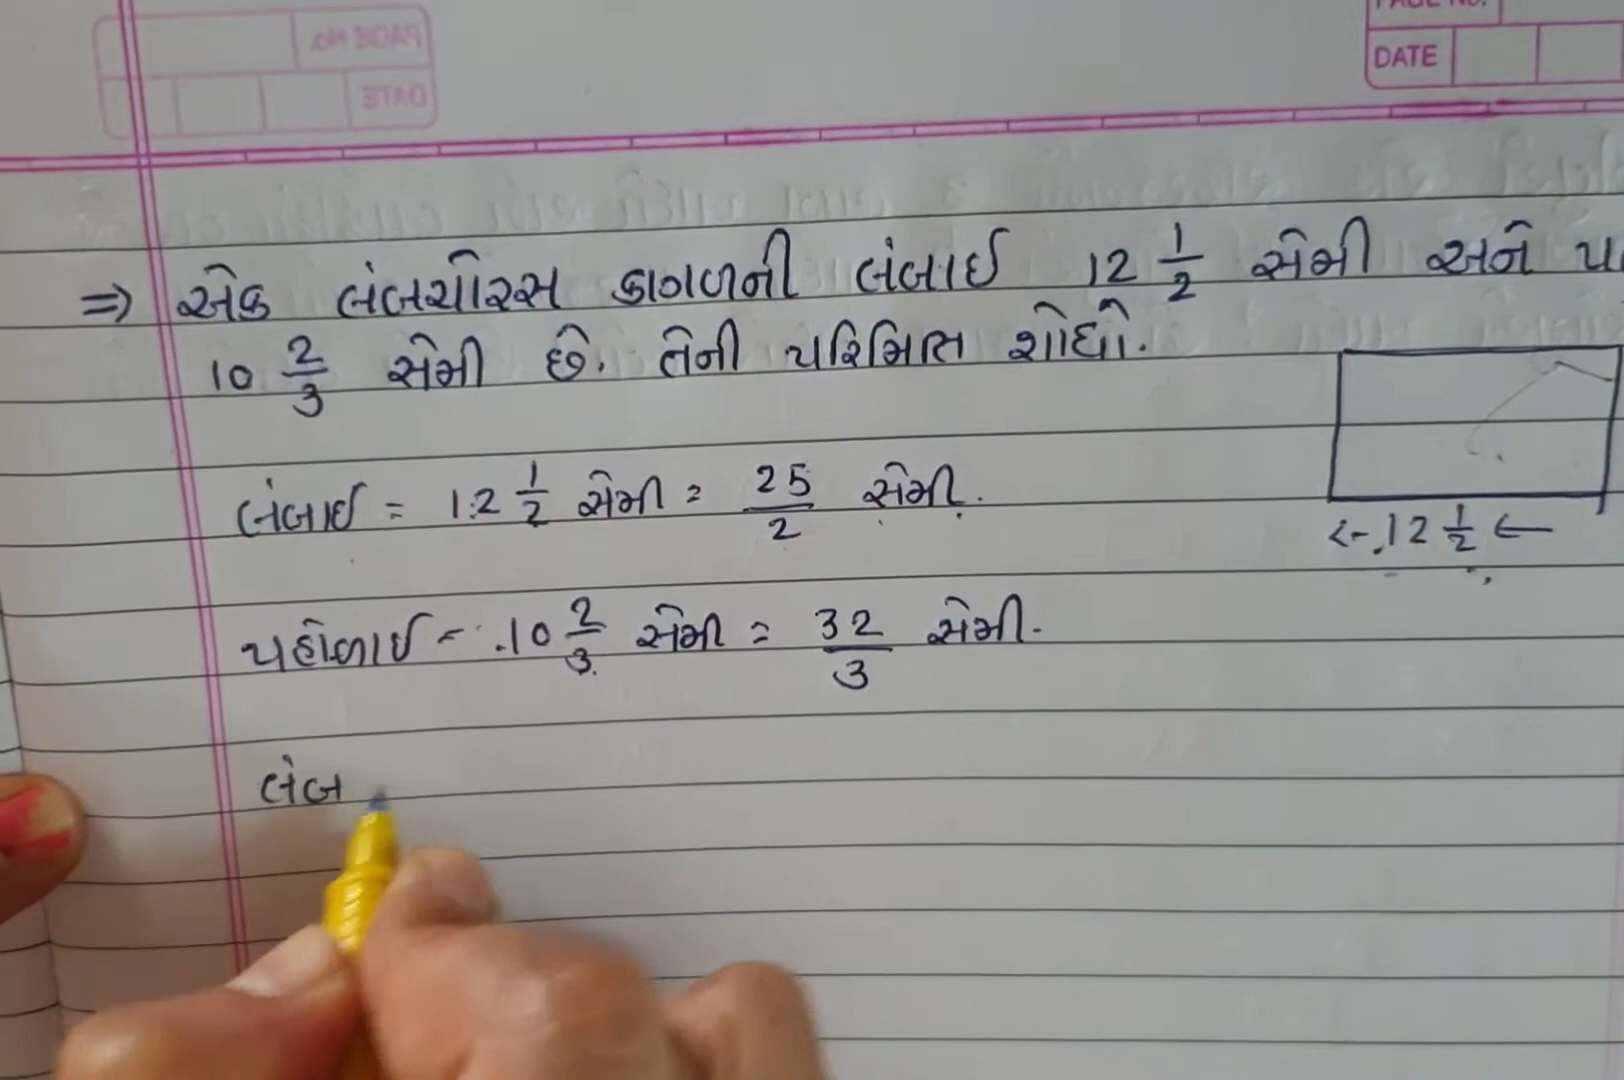 DATE
⇒ એક લંબચોરસ કાગળની લંબાઈ 12 1/2 સેમી અને
10 2/3 સેમી છે. તેની પરિમિતિ શોધો.
લંબાઈ = 12 1/2 સેમી = 25/2 સેમી.
<-.12 1/2 ←
પહોળાઈ = 10 2/3 સેમી = 32/3 સેમી.
લંબ